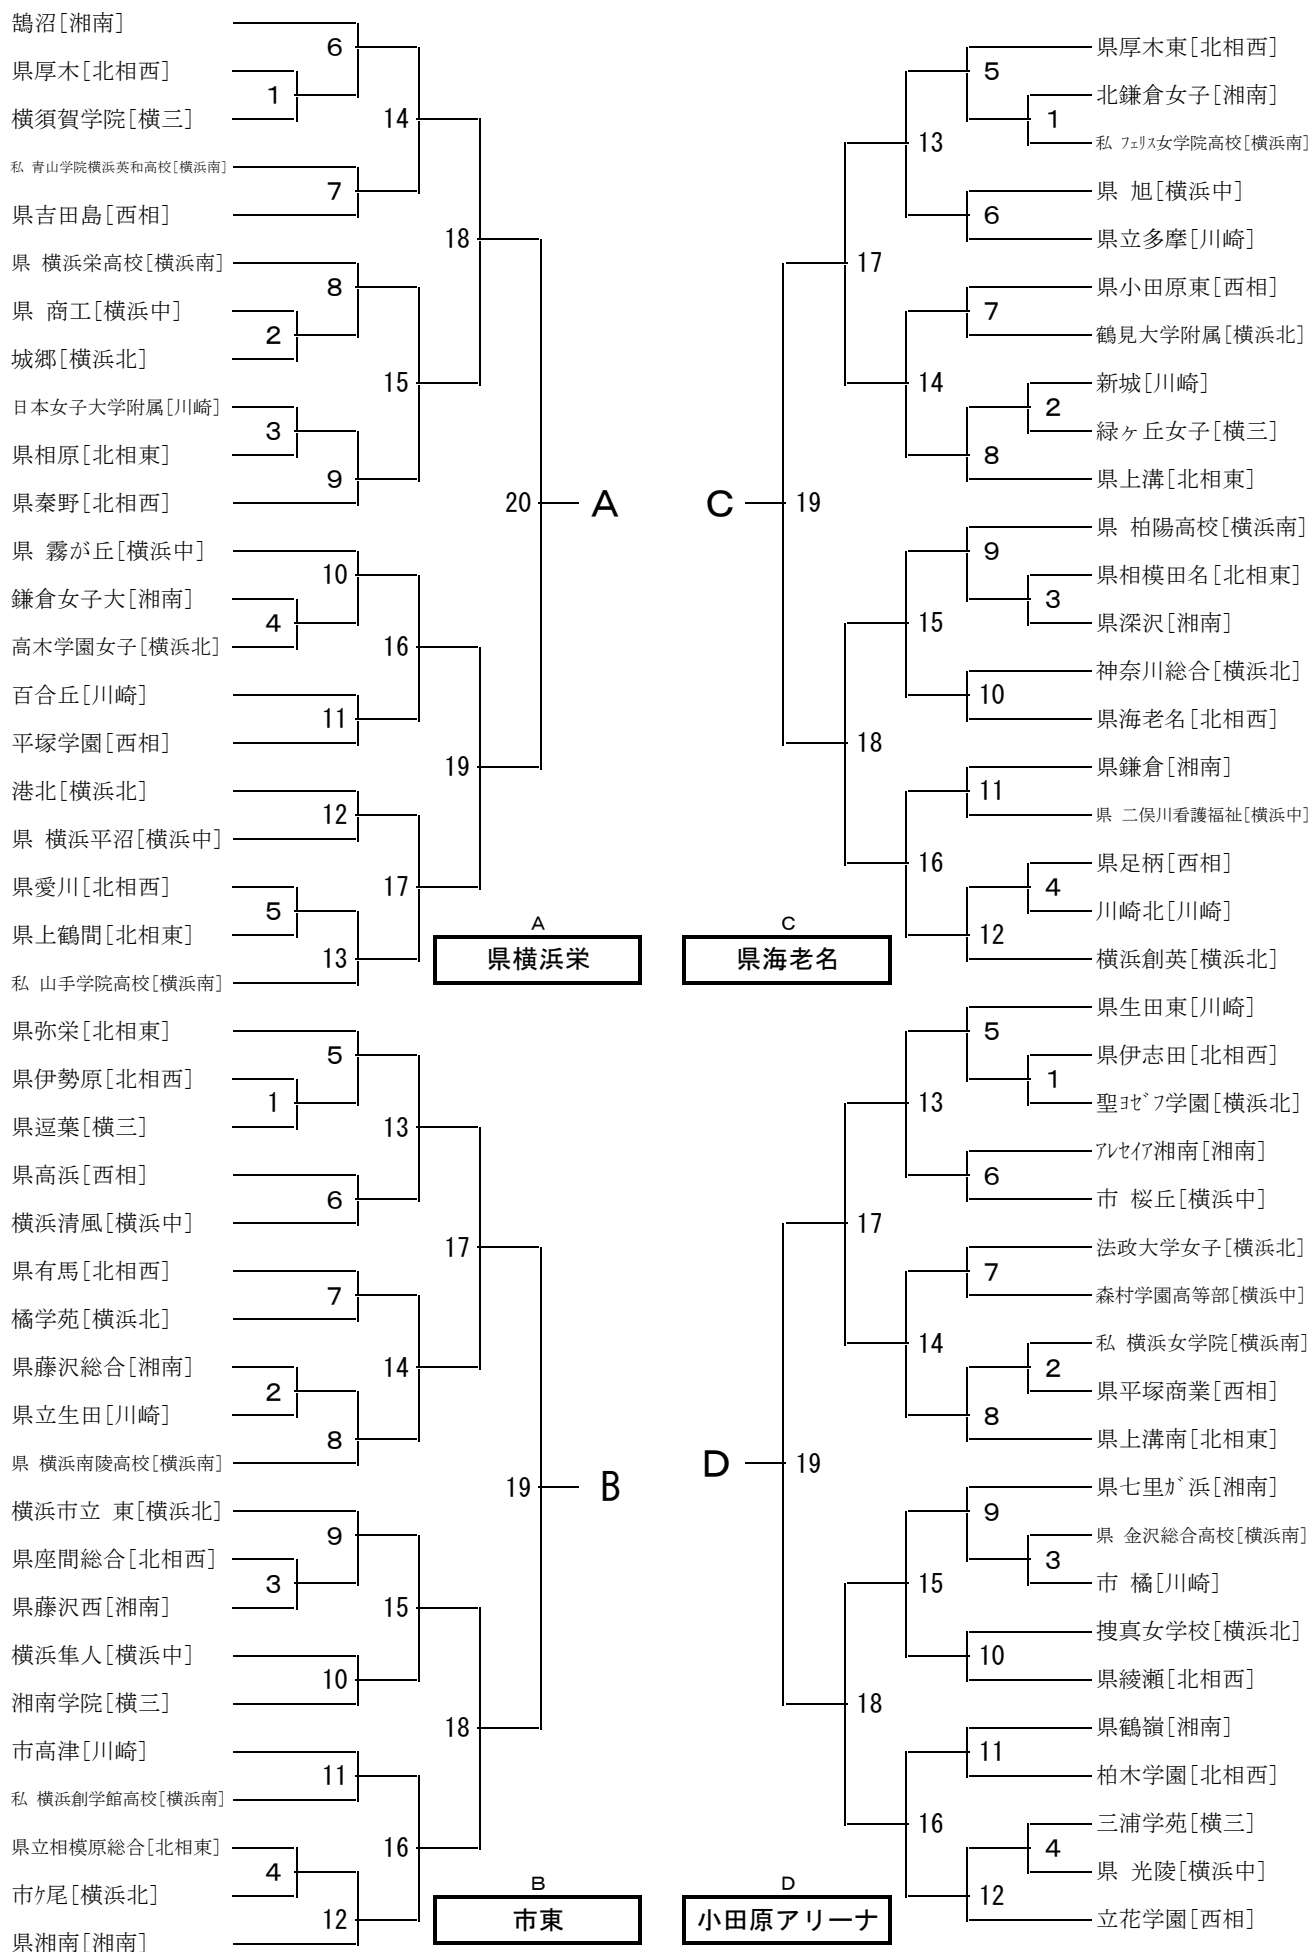 鵠沼[湘南]
県厚木[北相西]
横須賀学院[横三]
私 青山学院横浜英和高校[横浜南]
県吉田島[西相]
県 横浜栄高校[横浜南]
県 商工[横浜中]
城郷[横浜北]
日本女子大学附属[川崎]
県相原[北相東]
県秦野[北相西]
県 霧が丘[横浜中]
鎌倉女子大[湘南]
高木学園女子[横浜北]
百合丘[川崎]
平塚学園[西相]
港北[横浜北]
県 横浜平沼[横浜中]
県愛川[北相西]
県上鶴間[北相東]
私 山手学院高校[横浜南]
6
1
14
7
18
8
2
15
3
9
20
A
10
4
16
11
19
12
17
5
13
A
県横浜栄
県弥栄[北相東]
県伊勢原[北相西]
県逗葉[横三]
県高浜[西相]
横浜清風[横浜中]
県有馬[北相西]
橘学苑[横浜北]
県藤沢総合[湘南]
県立生田[川崎]
県 横浜南陵高校[横浜南]
横浜市立 東[横浜北]
県座間総合[北相西]
県藤沢西[湘南]
横浜隼人[横浜中]
湘南学院[横三]
市高津[川崎]
私 横浜創学館高校[横浜南]
県立相模原総合[北相東]
市ケ尾[横浜北]
県湘南[湘南]
5
1
13
6
17
7
14
2
8
19
B
9
3
15
10
18
11
16
4
12
B
市東
県厚木東[北相西]
北鎌倉女子[湘南]
私 フェリス女学院高校[横浜南]
県 旭[横浜中]
県立多摩[川崎]
県小田原東[西相]
鶴見大学附属[横浜北]
新城[川崎]
緑ヶ丘女子[横三]
県上溝[北相東]
県 柏陽高校[横浜南]
県相模田名[北相東]
県深沢[湘南]
神奈川総合[横浜北]
県海老名[北相西]
県鎌倉[湘南]
県 二俣川看護福祉[横浜中]
県足柄[西相]
川崎北[川崎]
横浜創英[横浜北]
5
1
13
6
17
7
14
2
8
C
19
9
3
15
10
18
11
16
4
12
C
県海老名
県生田東[川崎]
県伊志田[北相西]
聖ヨゼフ学園[横浜北]
アレセイア湘南[湘南]
市 桜丘[横浜中]
法政大学女子[横浜北]
森村学園高等部[横浜中]
私 横浜女学院[横浜南]
県平塚商業[西相]
県上溝南[北相東]
県七里ガ浜[湘南]
県 金沢総合高校[横浜南]
市 橘[川崎]
捜真女学校[横浜北]
県綾瀬[北相西]
県鶴嶺[湘南]
柏木学園[北相西]
三浦学苑[横三]
県 光陵[横浜中]
立花学園[西相]
5
1
13
6
17
7
14
2
8
D
19
9
3
15
10
18
11
16
4
12
D
小田原アリーナ